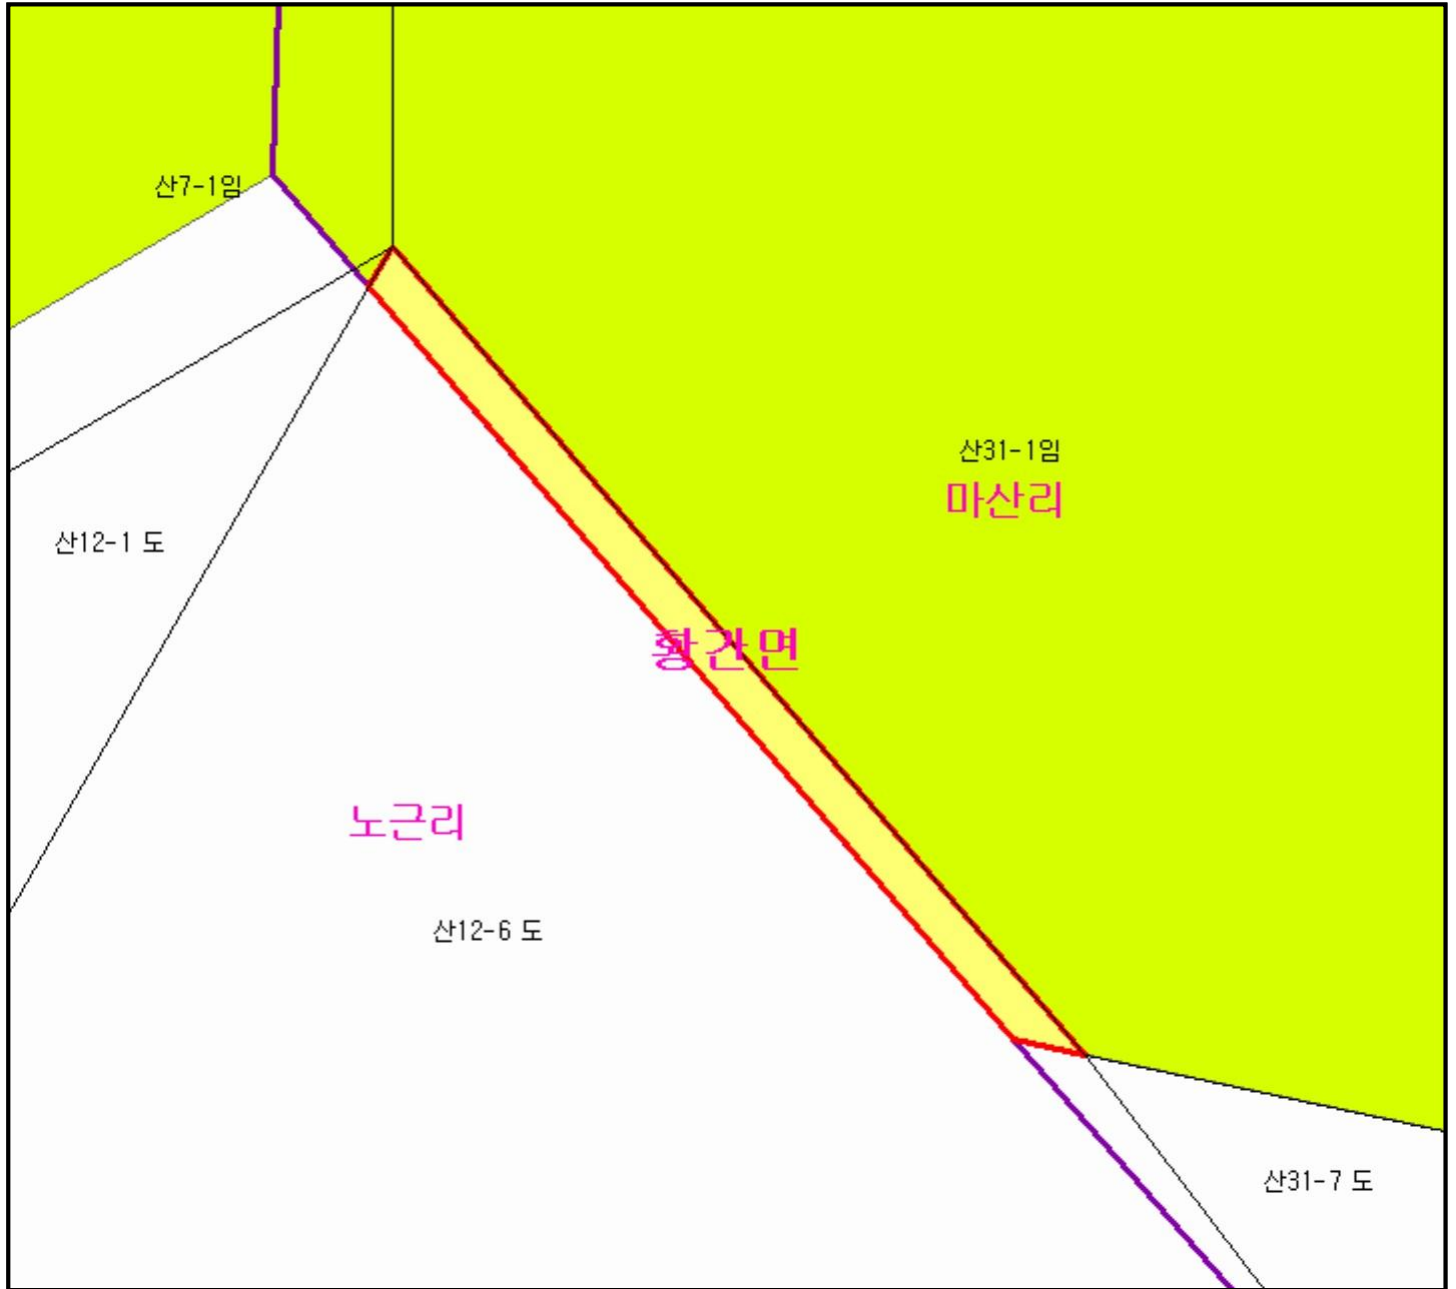 산7-1임
산31-1임
마산리
산12-1 도
황간면
노근리
산12-6 도
산31-7 도